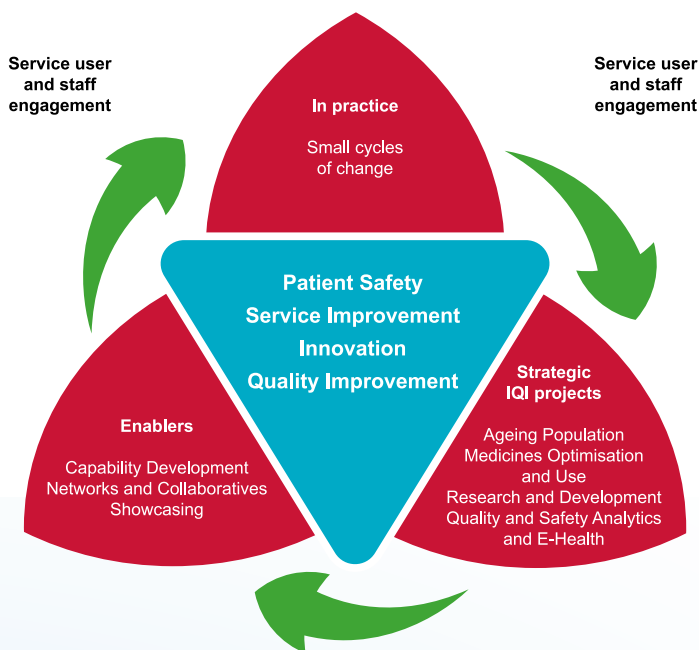 Service user
and staff
engagement
Service user
and staff
engagement
In practice
Small cycles
of change
Patient Safety
Service Improvement
Innovation
Quality Improvement
Enablers
Capability Development
Networks and Collaboratives
Showcasing
Strategic
IQI projects
Ageing Population
Medicines Optimisation
and Use
Research and Development
Quality and Safety Analytics
and E-Health